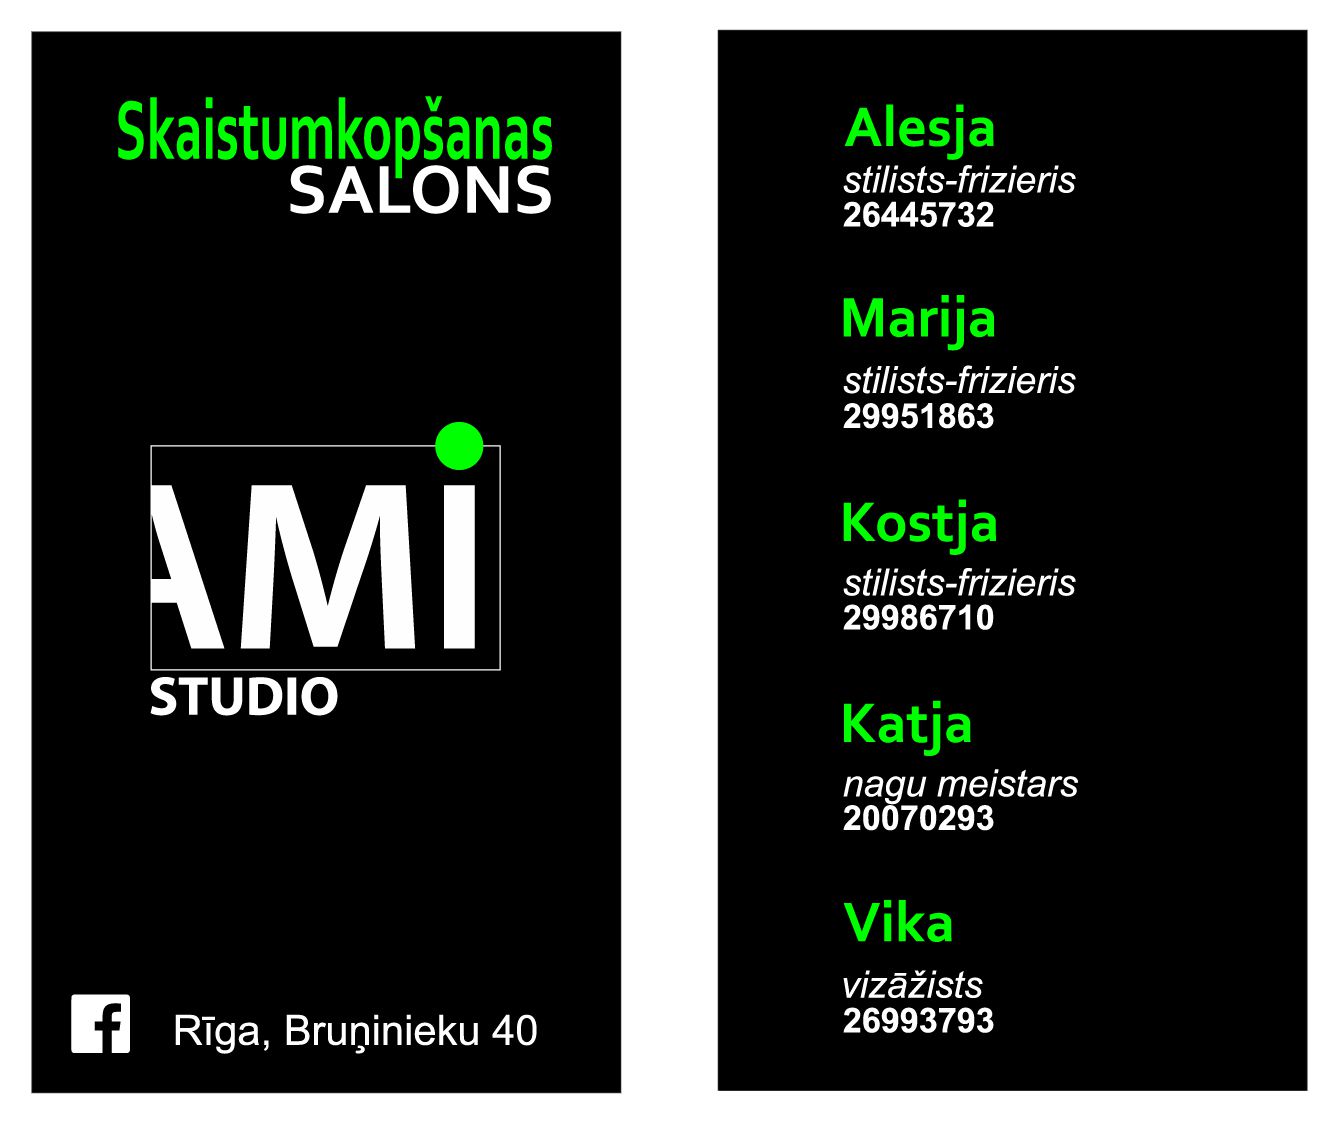 Skaistumkopšanas
SALONS
AMI
STUDIO
Rīga, Bruņinieku 40
Alesja
stilists-frizieris
26445732
Marija
stilists-frizieris
29951863
Kostja
stilists-frizieris
29986710
Katja
nagu meistars
20070293
Vika
vizāžists
26993793